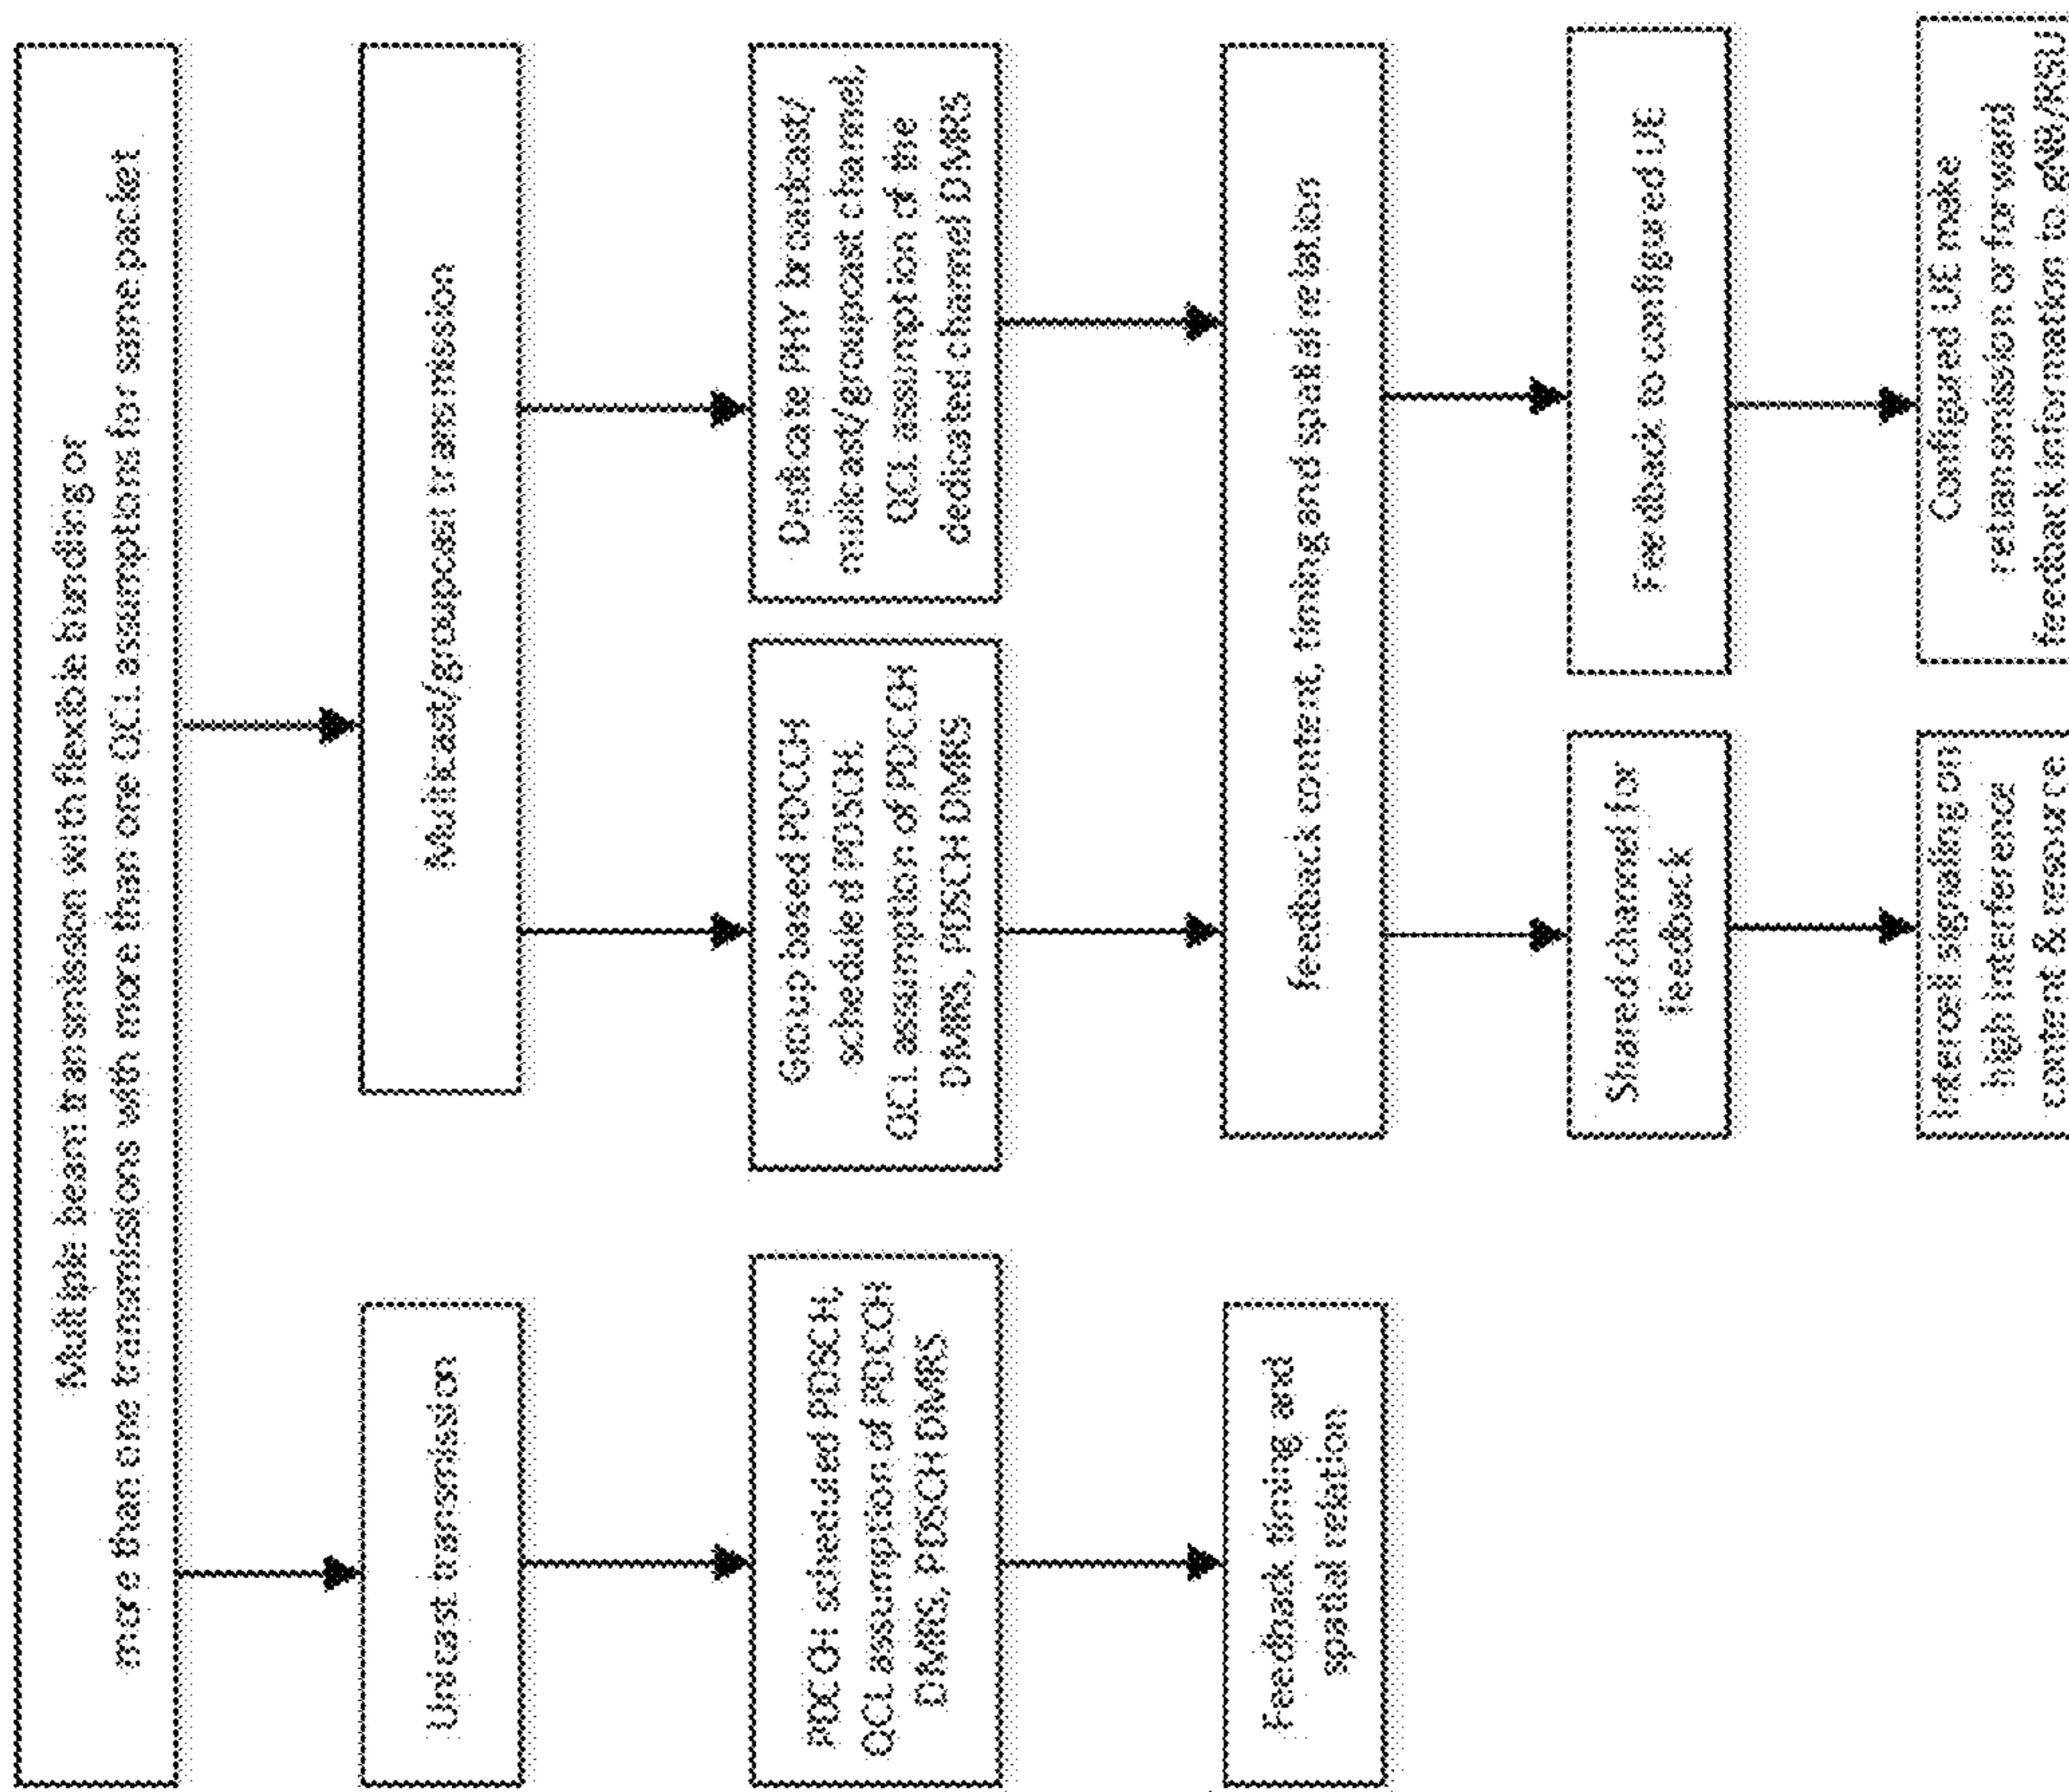 Multiple beam transmission with flexible bundling or
more than one transmissions with more than one QCL assumptions for same packet
Unicast transmission
Multicast/groupcast transmission
PDCCH scheduled PDSCH,
QCL assumption of PDCCH
DMRS, PDSCH DMRS
Group based PDCCH
scheduled PDSCH,
QCL assumption of PDCCH
DMRS, PDSCH DMRS
Dedicate PHY broadcast/
mulicast/groupcast channel,
QCL assumption of the
dedicated channel DMRS
Feedback timing and
spatial relation
feedback content, timing and spatial relation
Shared channel for
feedback
Feedback to configured UE
Intercell signaling on
high interference
content & resource
Configured UE make
retransmission or forward
feedback information to gNB/RSU